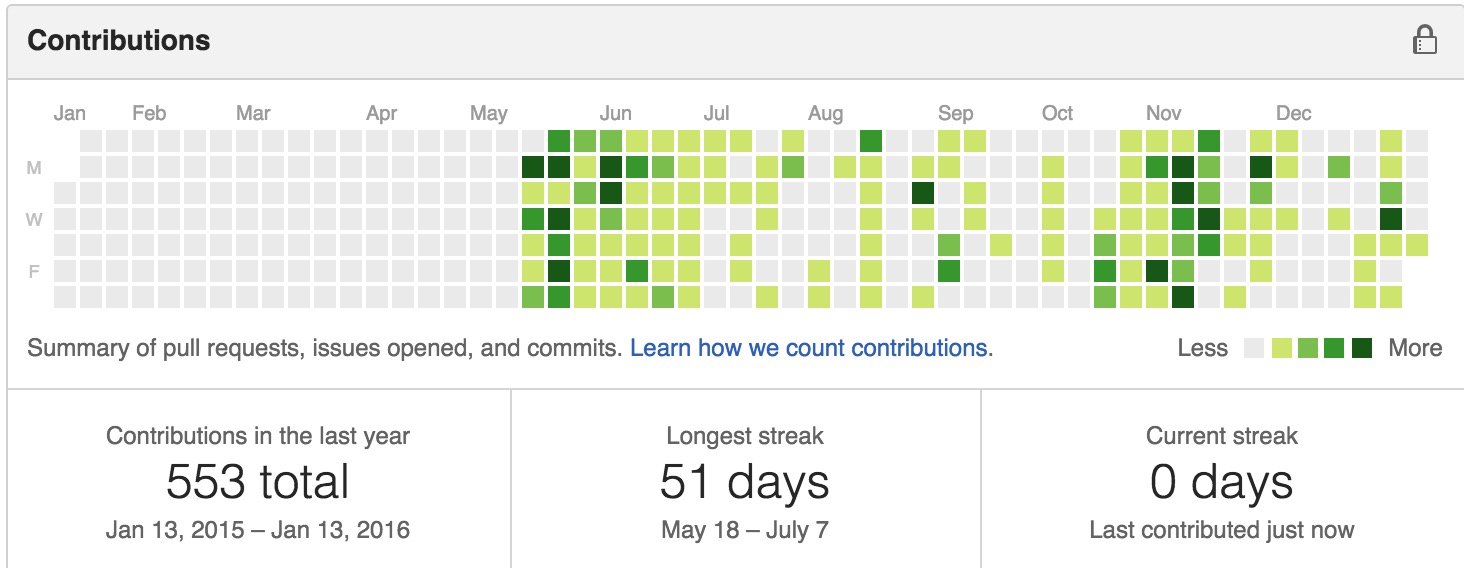 Contributions
Jan Feb Mar Apr May Jun Jul Aug Sep Oct Nov Dec
M
W
F
Summary of pull requests, issues opened, and commits. Learn how we count contributions.
Less More
Contributions in the last year
553 total
Jan 13, 2015 – Jan 13, 2016
Longest streak
51 days
May 18 – July 7
Current streak
0 days
Last contributed just now